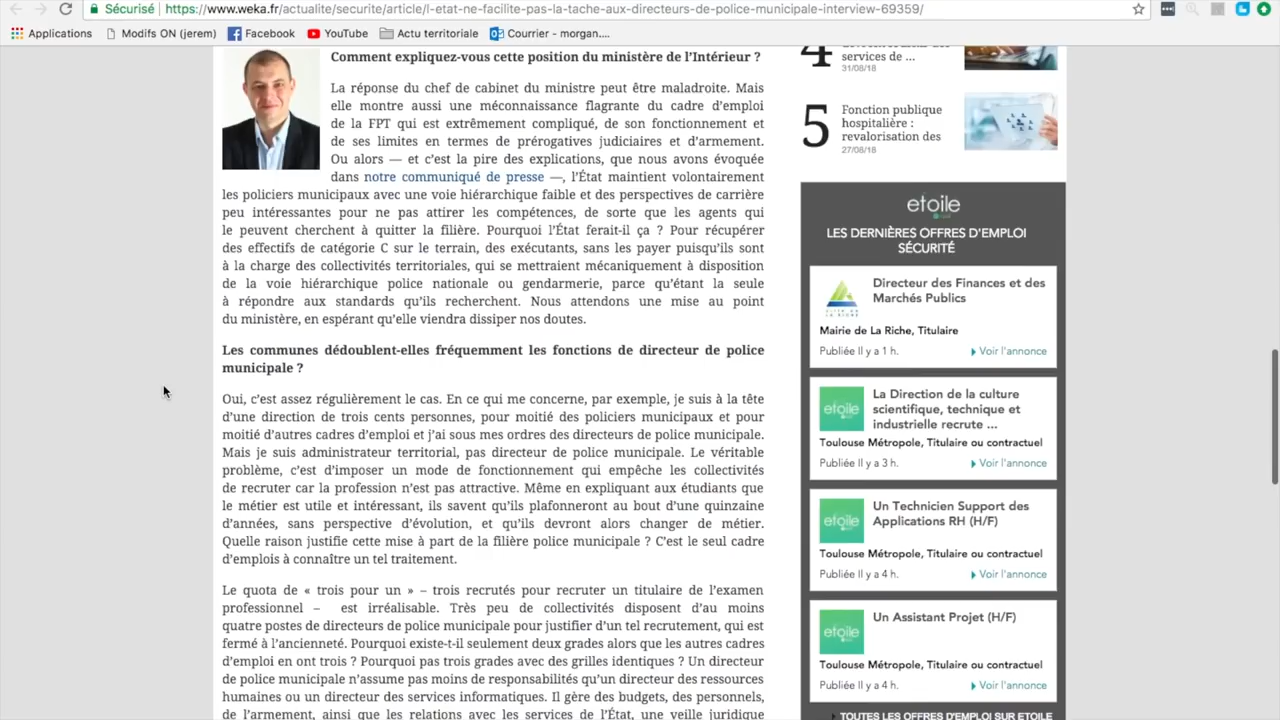 Sécurisé | https://www.weka.fr/actualite/securite/article/l-etat-ne-facilite-pas-la-tache-aux-directeurs-de-police-municipale-interview-69359/
Applications Modifs ON (jerem) Facebook YouTube Actu territoriale Courrier - morgan....
Comment expliquez-vous cette position du ministère de l'Intérieur ?
La réponse du chef de cabinet du ministre peut être maladroite. Mais
elle montre aussi une méconnaissance flagrante du cadre d'emploi
de la FPT qui est extrêmement compliqué, de son fonctionnement et
de ses limites en termes de prérogatives judiciaires et d'armement.
Ou alors — et c'est la pire des explications, que nous avons évoquée
dans notre communiqué de presse —, l'État maintient volontairement
les policiers municipaux avec une voie hiérarchique faible et des perspectives de carrière
peu intéressantes pour ne pas attirer les compétences, de sorte que les agents qui
le peuvent cherchent à quitter la filière. Pourquoi l'État ferait-il ça ? Pour récupérer
des effectifs de catégorie C sur le terrain, des exécutants, sans les payer puisqu'ils sont
à la charge des collectivités territoriales, qui se mettraient mécaniquement à disposition
de la voie hiérarchique police nationale ou gendarmerie, parce qu'étant la seule
à répondre aux standards qu'ils recherchent. Nous attendons une mise au point
du ministère, en espérant qu'elle viendra dissiper nos doutes.
Les communes dédoublent-elles fréquemment les fonctions de directeur de police
municipale ?
Oui, c'est assez régulièrement le cas. En ce qui me concerne, par exemple, je suis à la tête
d'une direction de trois cents personnes, pour moitié des policiers municipaux et pour
moitié d'autres cadres d'emploi et j'ai sous mes ordres des directeurs de police municipale.
Mais je suis administrateur territorial, pas directeur de police municipale. Le véritable
problème, c'est d'imposer un mode de fonctionnement qui empêche les collectivités
de recruter car la profession n'est pas attractive. Même en expliquant aux étudiants que
le métier est utile et intéressant, ils savent qu'ils plafonneront au bout d'une quinzaine
d'années, sans perspective d'évolution, et qu'ils devront alors changer de métier.
Quelle raison justifie cette mise à part de la filière police municipale ? C'est le seul cadre
d'emplois à connaître un tel traitement.
Le quota de « trois pour un » – trois recrutés pour recruter un titulaire de l'examen
professionnel – est irréalisable. Très peu de collectivités disposent d'au moins
quatre postes de directeurs de police municipale pour justifier d'un tel recrutement, qui est
fermé à l'ancienneté. Pourquoi existe-t-il seulement deux grades alors que les autres cadres
d'emploi en ont trois ? Pourquoi pas trois grades avec des grilles identiques ? Un directeur
de police municipale n'assume pas moins de responsabilités qu'un directeur des ressources
humaines ou un directeur des services informatiques. Il gère des budgets, des personnels,
de l'armement, ainsi que les relations avec les services de l'État, une veille juridique
4
services de ...
31/08/18
5
Fonction publique
hospitalière :
revalorisation des
27/08/18
etoile
LES DERNIÈRES OFFRES D'EMPLOI
SÉCURITÉ
Directeur des Finances et des
Marchés Publics
Mairie de La Riche, Titulaire
Publiée Il y a 1 h. Voir l'annonce
etoile
La Direction de la culture
scientifique, technique et
industrielle recrute ...
Toulouse Métropole, Titulaire ou contractuel
Publiée Il y a 3 h. Voir l'annonce
etoile
Un Technicien Support des
Applications RH (H/F)
Toulouse Métropole, Titulaire ou contractuel
Publiée Il y a 4 h. Voir l'annonce
etoile
Un Assistant Projet (H/F)
Toulouse Métropole, Titulaire ou contractuel
Publiée Il y a 4 h. Voir l'annonce
TOUTES LES OFFRES D'EMPLOI SUR ETOILE